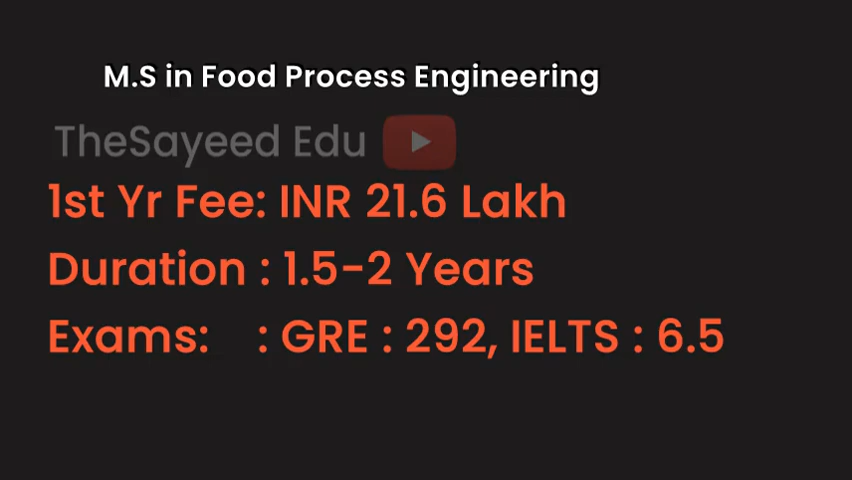 M.S in Food Process Engineering
TheSayeed Edu
1st Yr Fee: INR 21.6 Lakh
Duration : 1.5-2 Years
Exams: : GRE : 292, IELTS : 6.5